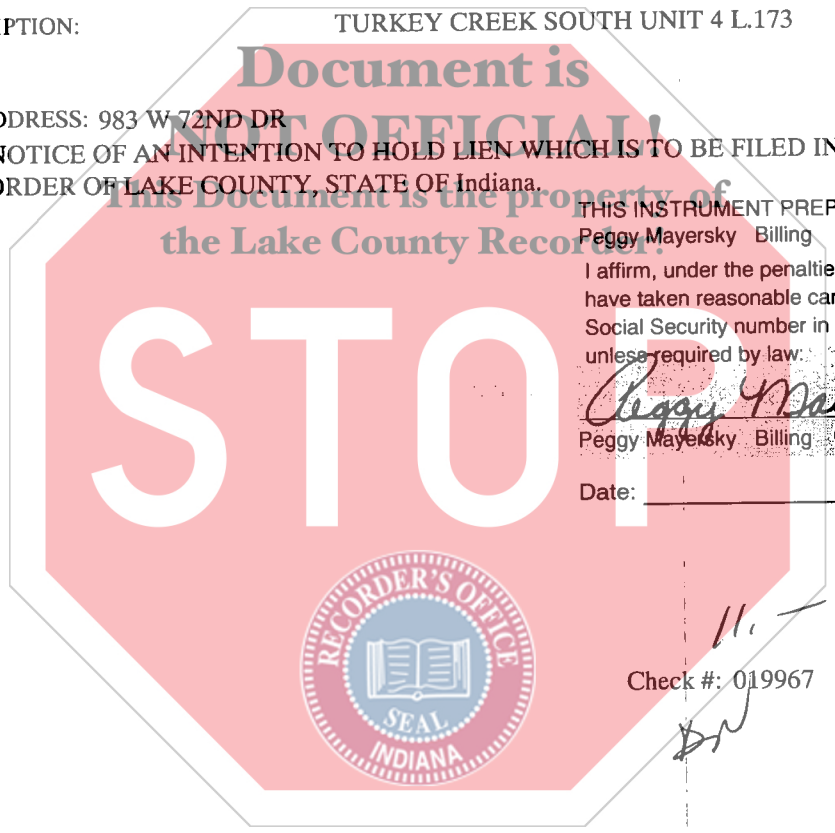 IPTION: TURKEY CREEK SOUTH UNIT 4 L.173
Document is
DDRESS: 983 W 72ND DR
NOT OFFICIAL!
NOTICE OF AN INTENTION TO HOLD LIEN WHICH IS TO BE FILED IN
ORDER OF LAKE COUNTY, STATE OF Indiana.
This Document is the property of
the Lake County Recorder!
THIS INSTRUMENT PREP
Peggy Mayersky Billing
I affirm, under the penaltie
have taken reasonable car
Social Security number in
unless required by law:
Peggy Ma
Peggy Mayersky Billing
Date:
STOP
RECORDER'S OFFICE
SEAL
INDIANA
11.—
Check #: 019967